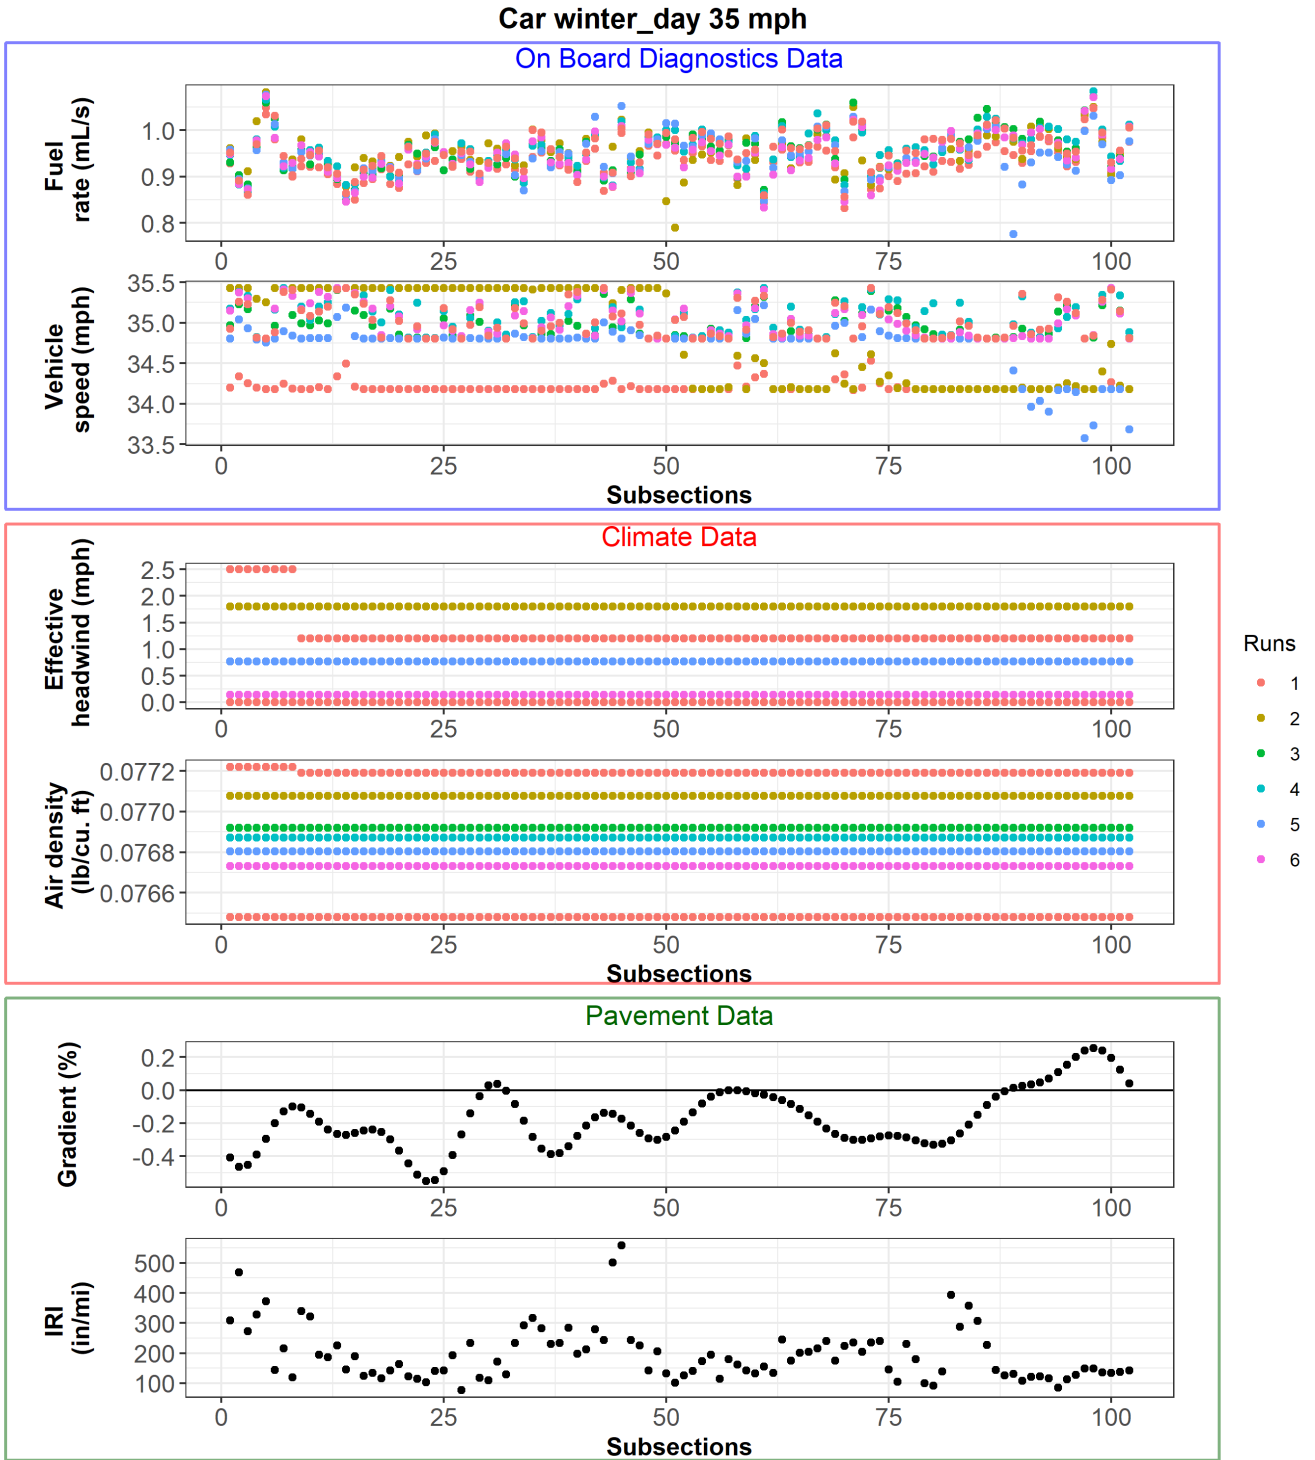 Car winter_day 35 mph
On Board Diagnostics Data
Fuel
rate (mL/s)
1.0
0.9
0.8
0 25 50 75 100
Vehicle
speed (mph)
35.5
35.0
34.5
34.0
33.5
0 25 50 75 100
Subsections
Climate Data
Effective
headwind (mph)
2.5
2.0
1.5
1.0
0.5
0.0
0 25 50 75 100
Air density
(lb/cu. ft)
0.0772
0.0770
0.0768
0.0766
0 25 50 75 100
Subsections
Runs
1
2
3
4
5
6
Pavement Data
Gradient (%)
0.2
0.0
-0.2
-0.4
0 25 50 75 100
IRI
(in/mi)
500
400
300
200
100
0 25 50 75 100
Subsections